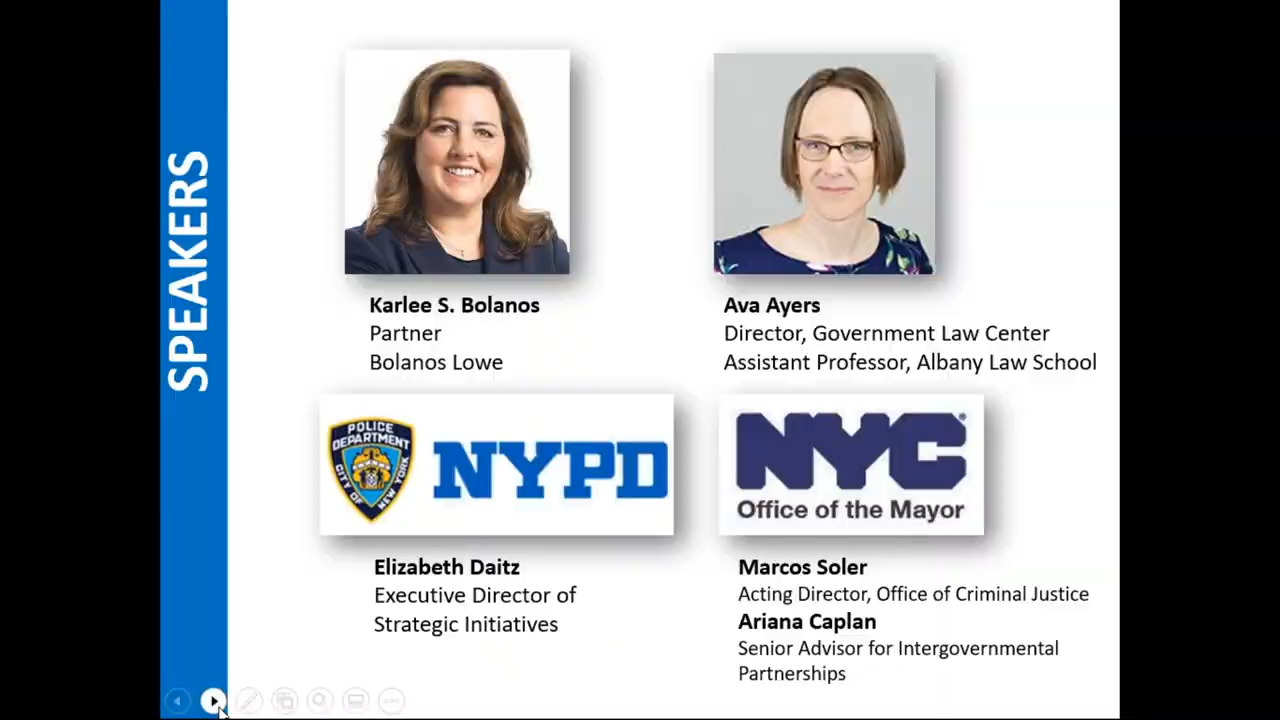 SPEAKERS
Karlee S. Bolanos
Partner
Bolanos Lowe
Ava Ayers
Director, Government Law Center
Assistant Professor, Albany Law School
POLICE
DEPARTMENT
CITY OF
NEW YORK
NYPD
Elizabeth Daitz
Executive Director of
Strategic Initiatives
NYC®
Office of the Mayor
Marcos Soler
Acting Director, Office of Criminal Justice
Ariana Caplan
Senior Advisor for Intergovernmental
Partnerships